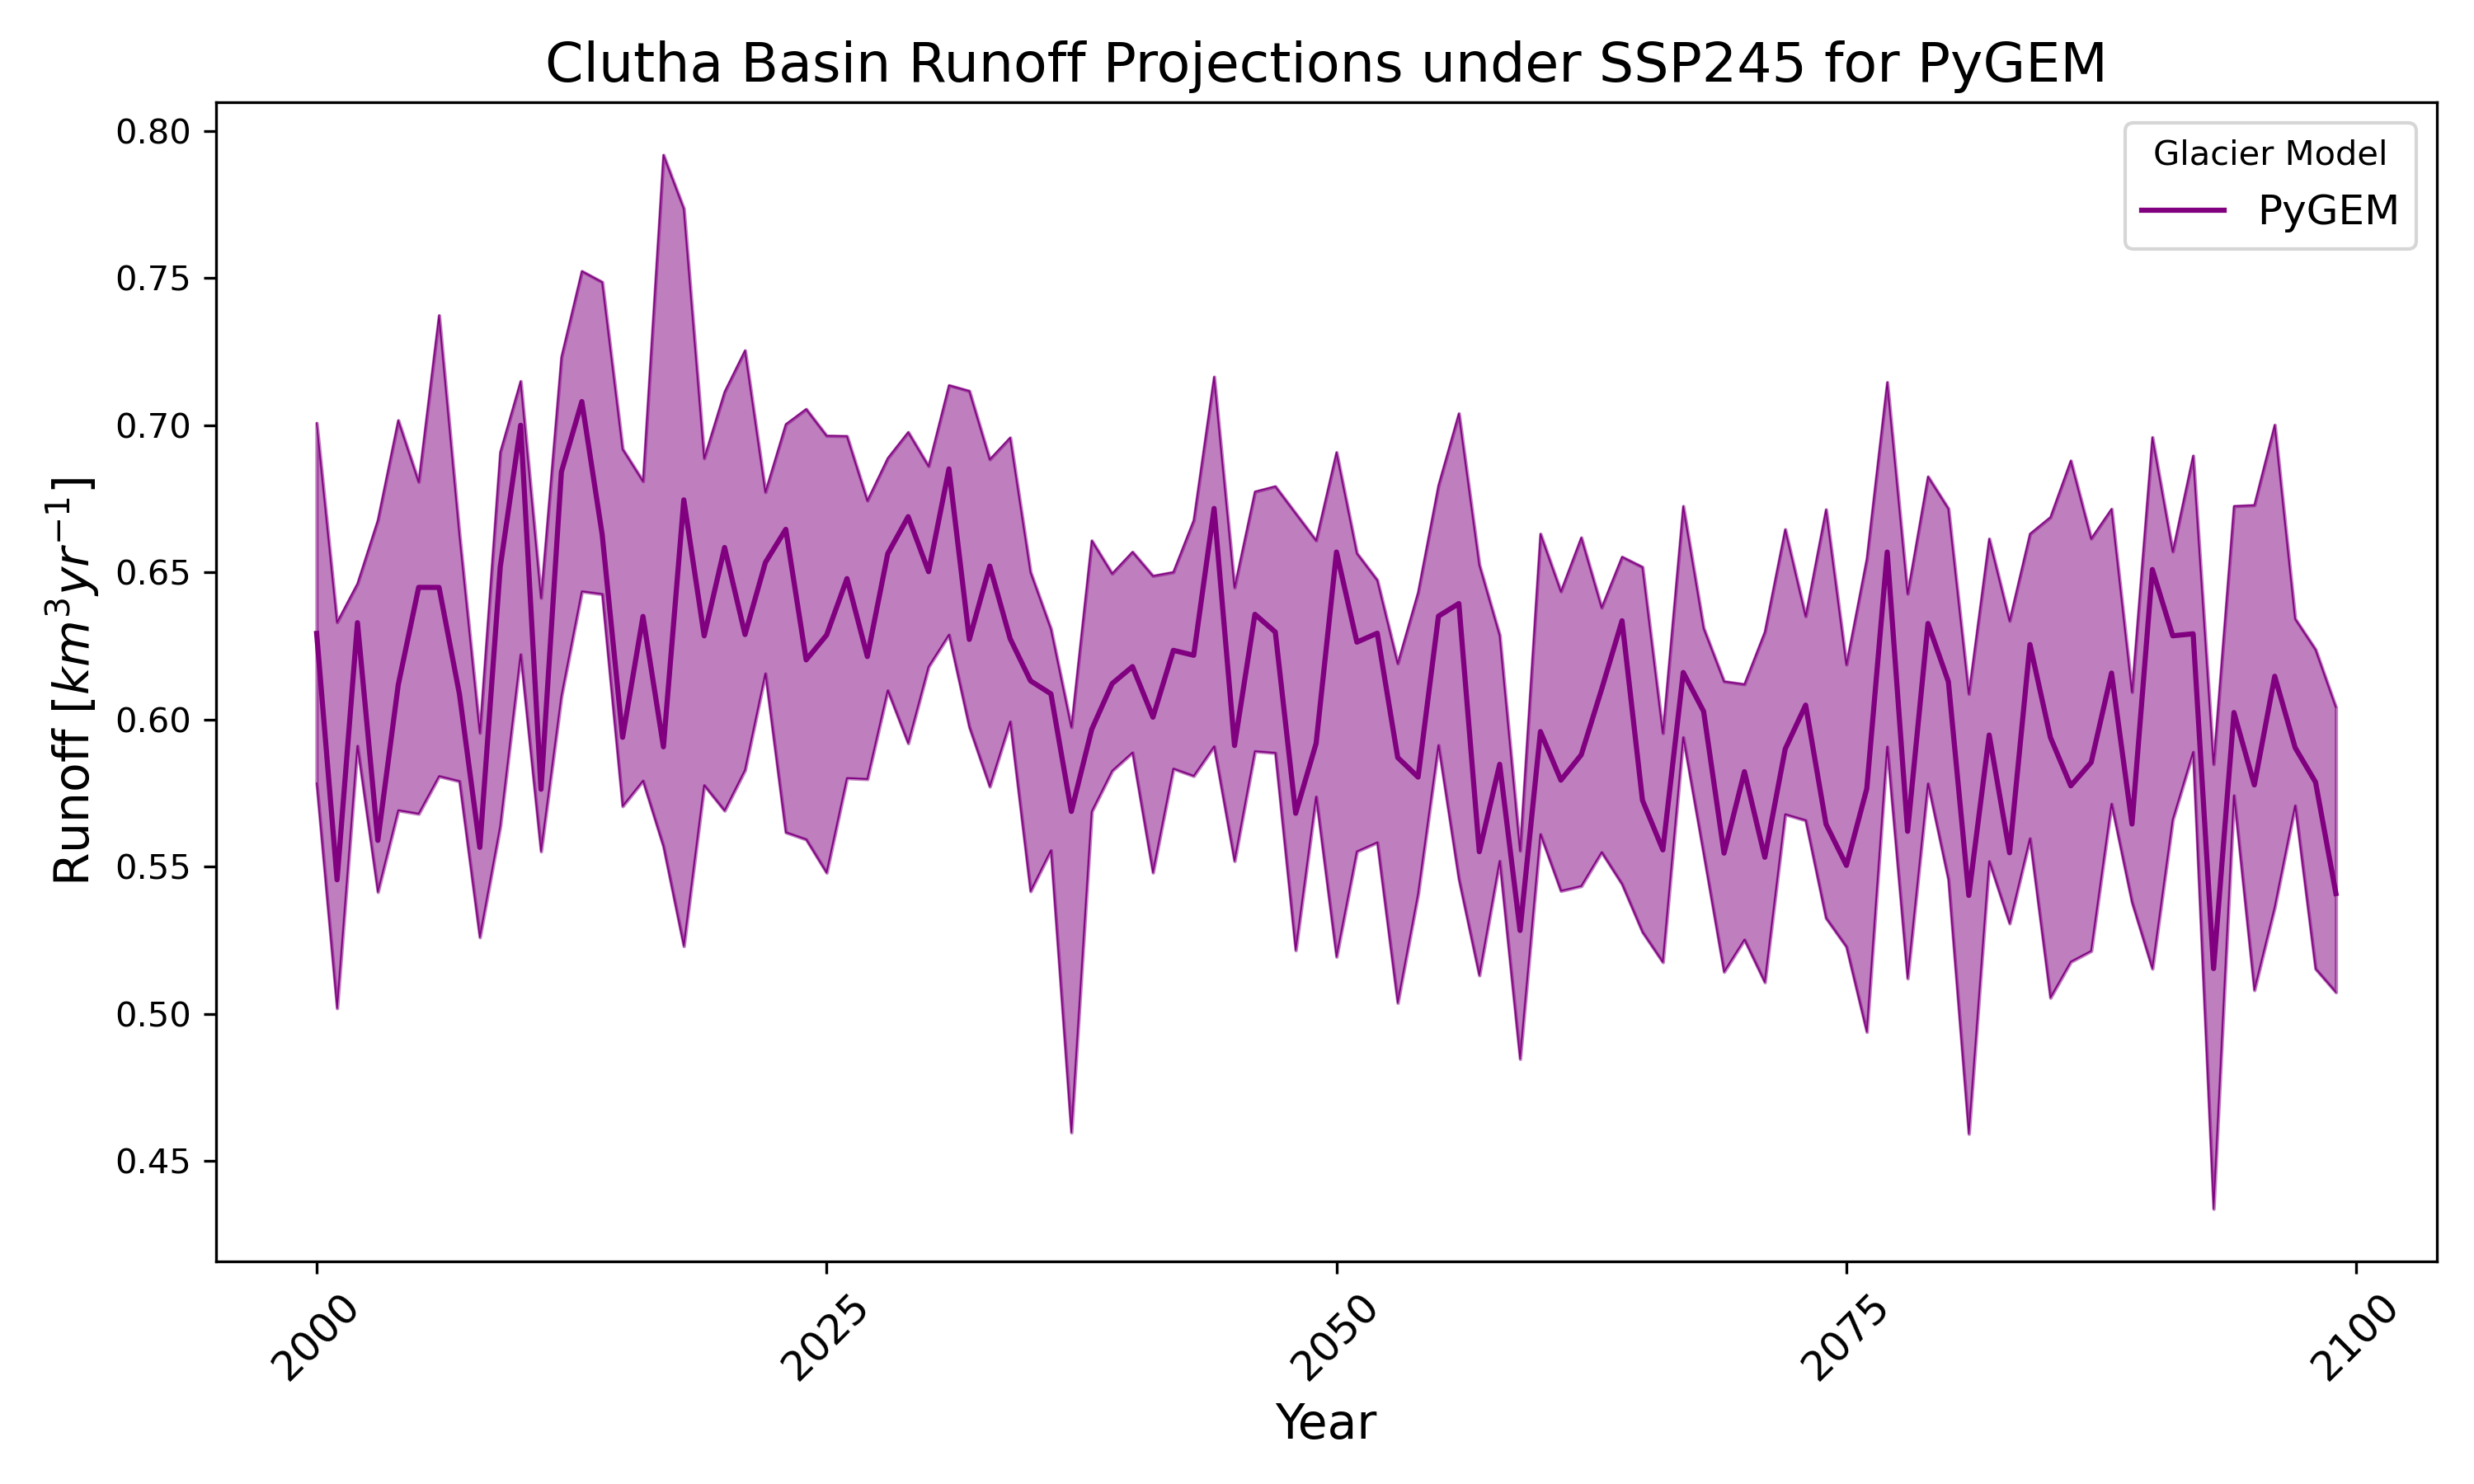 Clutha Basin Runoff Projections under SSP245 for PyGEM
Glacier Model
PyGEM
Runoff [km³yr⁻¹]
0.80
0.75
0.70
0.65
0.60
0.55
0.50
0.45
2000
2025
2050
2075
2100
Year